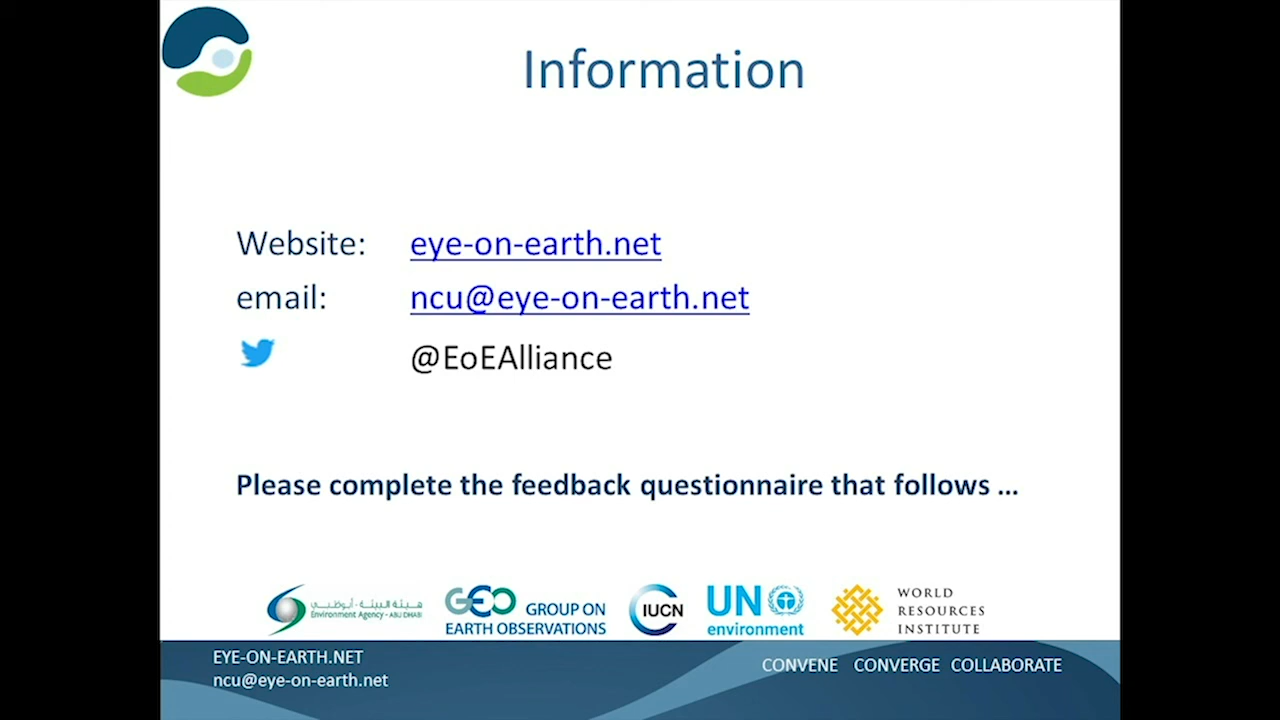 Information
Website: eye-on-earth.net
email: ncu@eye-on-earth.net
@EoEAlliance
Please complete the feedback questionnaire that follows ...
هيئة البيئة - أبوظبي
Environment Agency - ABU DHABI
GEO GROUP ON
EARTH OBSERVATIONS
IUCN
UN
environment
WORLD
RESOURCES
INSTITUTE
EYE-ON-EARTH.NET
ncu@eye-on-earth.net
CONVENE CONVERGE COLLABORATE